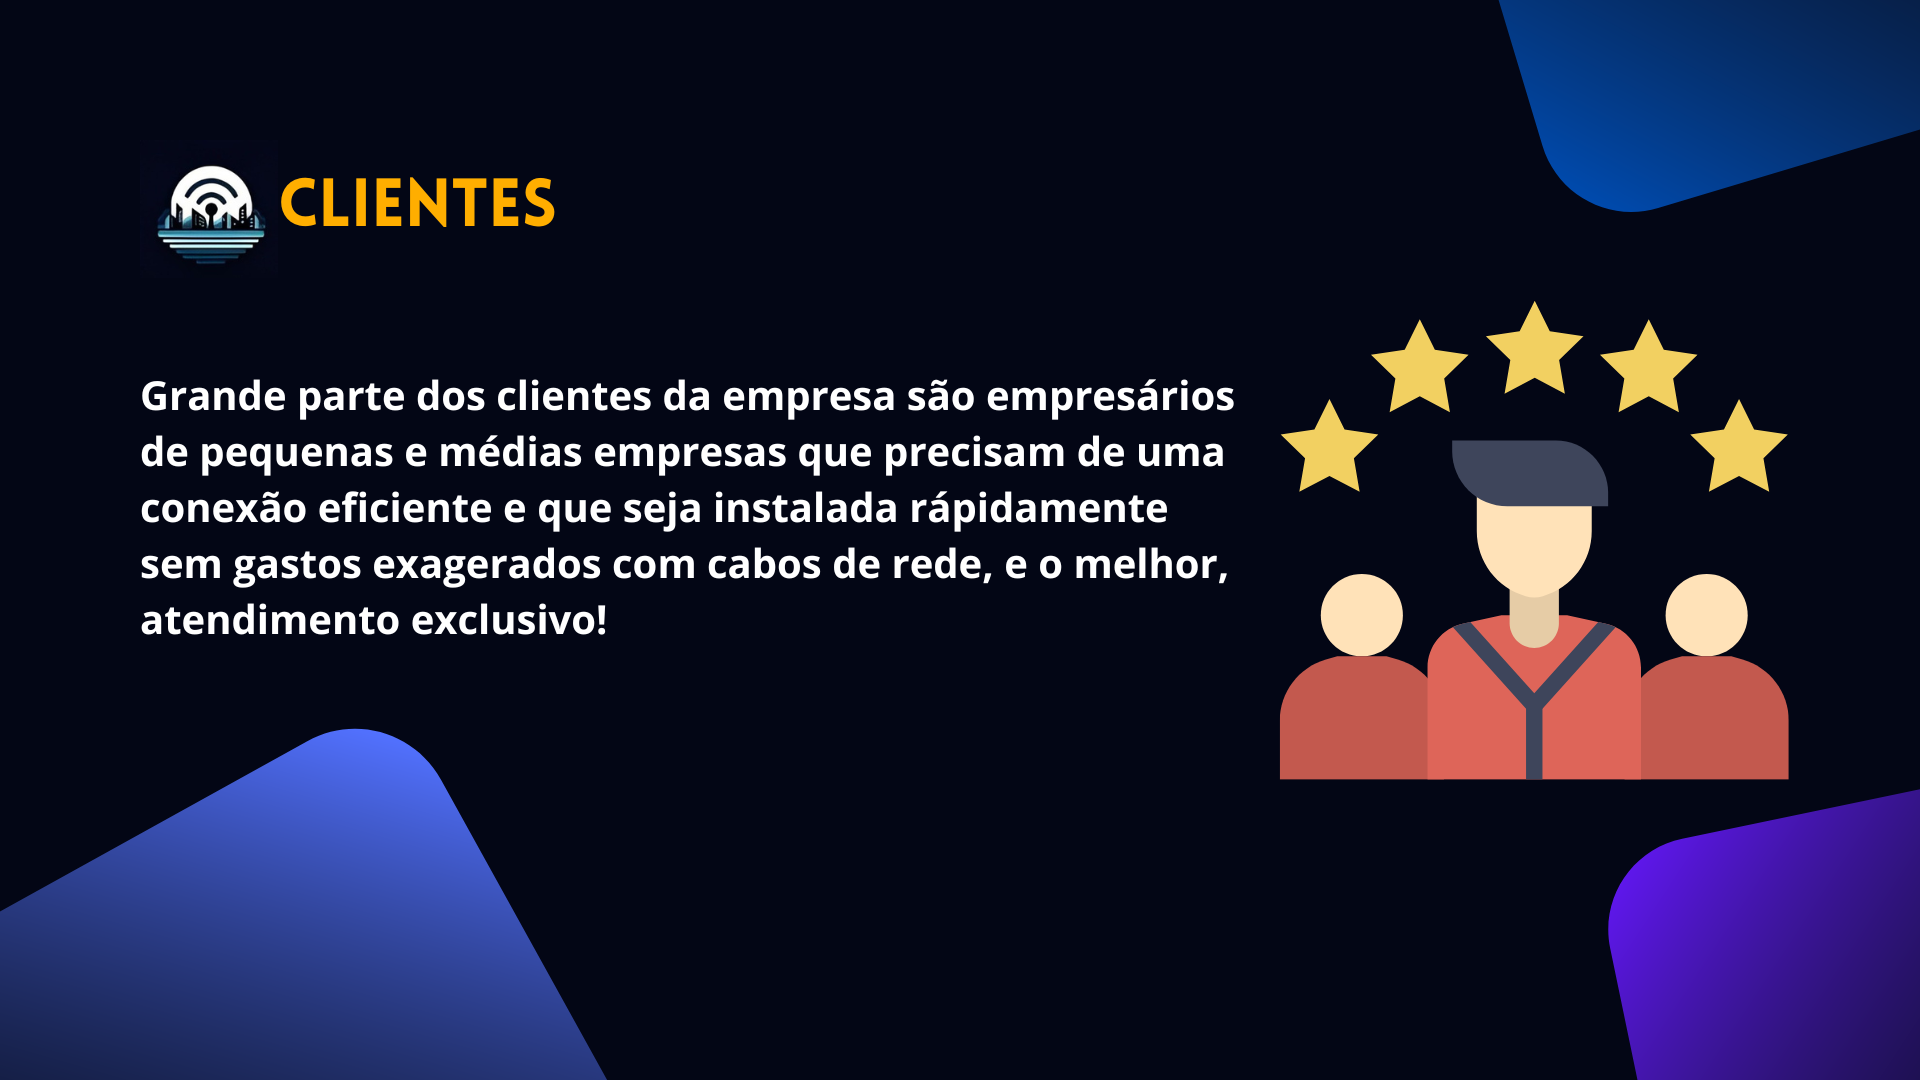 CLIENTES
Grande parte dos clientes da empresa são empresários
de pequenas e médias empresas que precisam de uma
conexão eficiente e que seja instalada rápidamente
sem gastos exagerados com cabos de rede, e o melhor,
atendimento exclusivo!